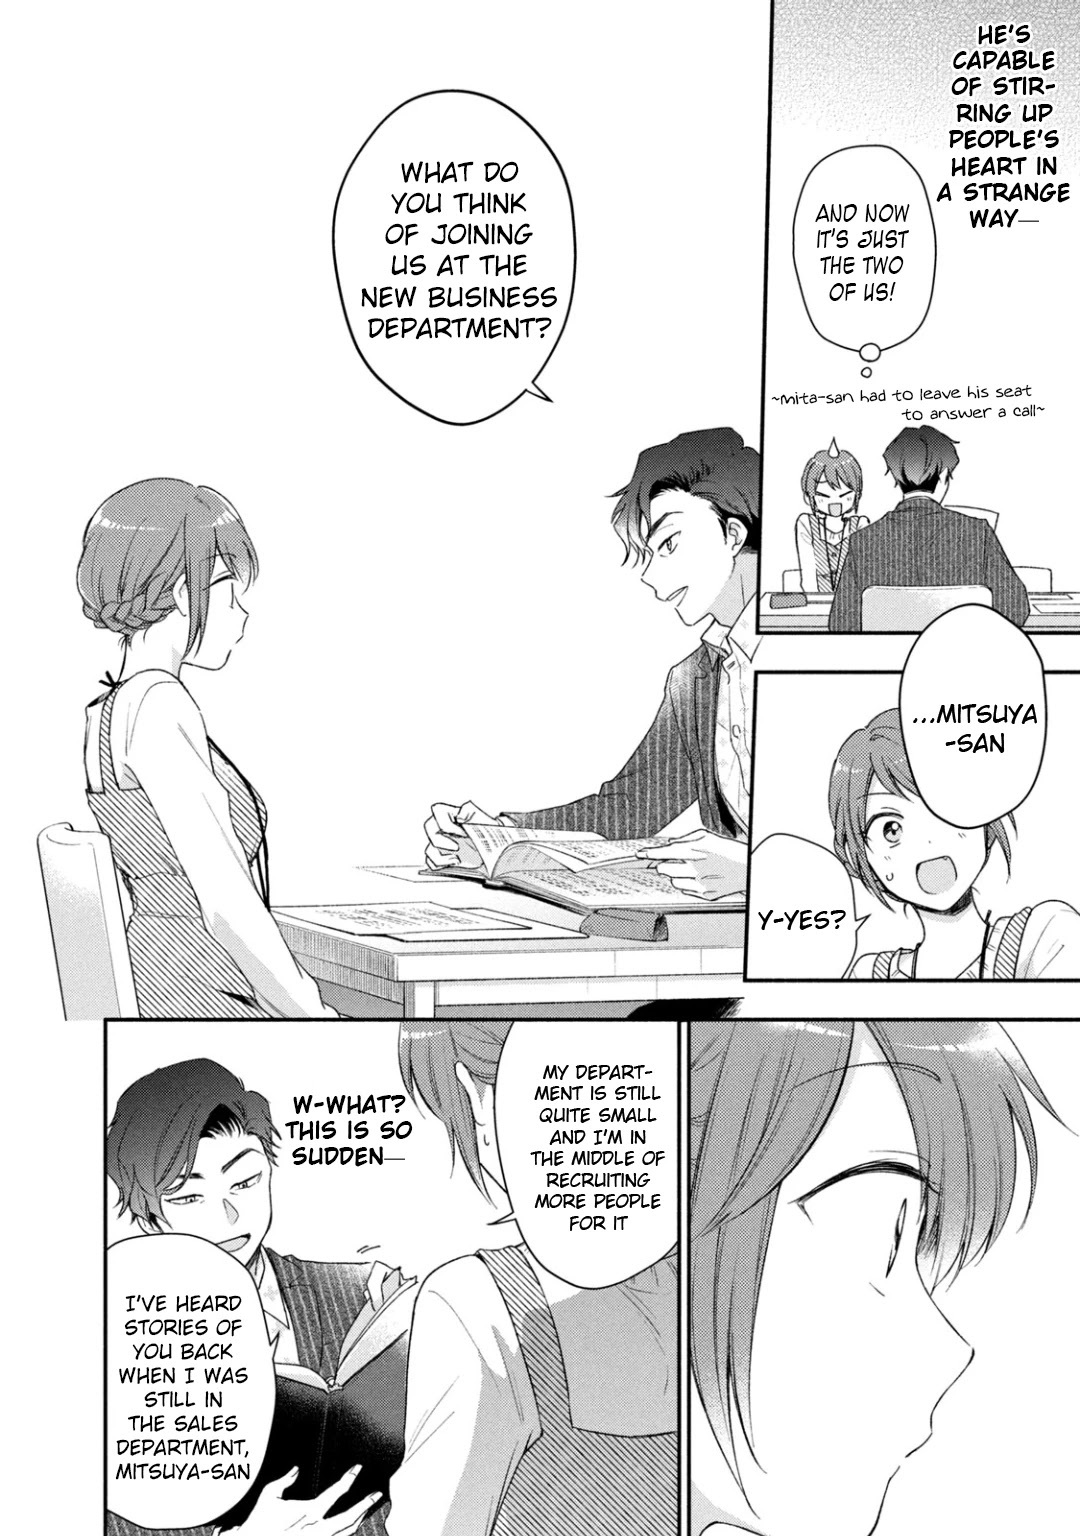 HE'S
CAPABLE
OF STIR-
RING UP
PEOPLE'S
HEART IN
A STRANGE
WAY—
AND NOW
IT'S JUST
THE TWO
OF US!
~mita-san had to leave his seat
to answer a call~
...MITSUYA
-SAN
Y-YES?
WHAT DO
YOU THINK
OF JOINING
US AT THE
NEW BUSINESS
DEPARTMENT?
MY DEPART-
MENT IS STILL
QUITE SMALL
AND I'M IN
THE MIDDLE OF
RECRUITING
MORE PEOPLE
FOR IT
W-WHAT?
THIS IS SO
SUDDEN—
I'VE HEARD
STORIES OF
YOU BACK
WHEN I WAS
STILL IN
THE SALES
DEPARTMENT,
MITSUYA-SAN